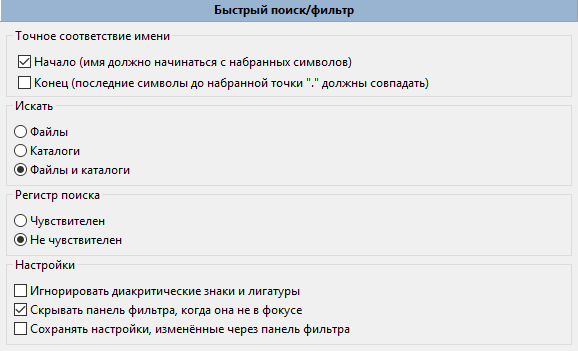 Быстрый поиск/фильтр
Точное соответствие имени
Начало (имя должно начинаться с набранных символов)
Конец (последние символы до набранной точки "." должны совпадать)
Искать
Файлы
Каталоги
Файлы и каталоги
Регистр поиска
Чувствителен
Не чувствителен
Настройки
Игнорировать диакритические знаки и лигатуры
Скрывать панель фильтра, когда она не в фокусе
Сохранять настройки, изменённые через панель фильтра